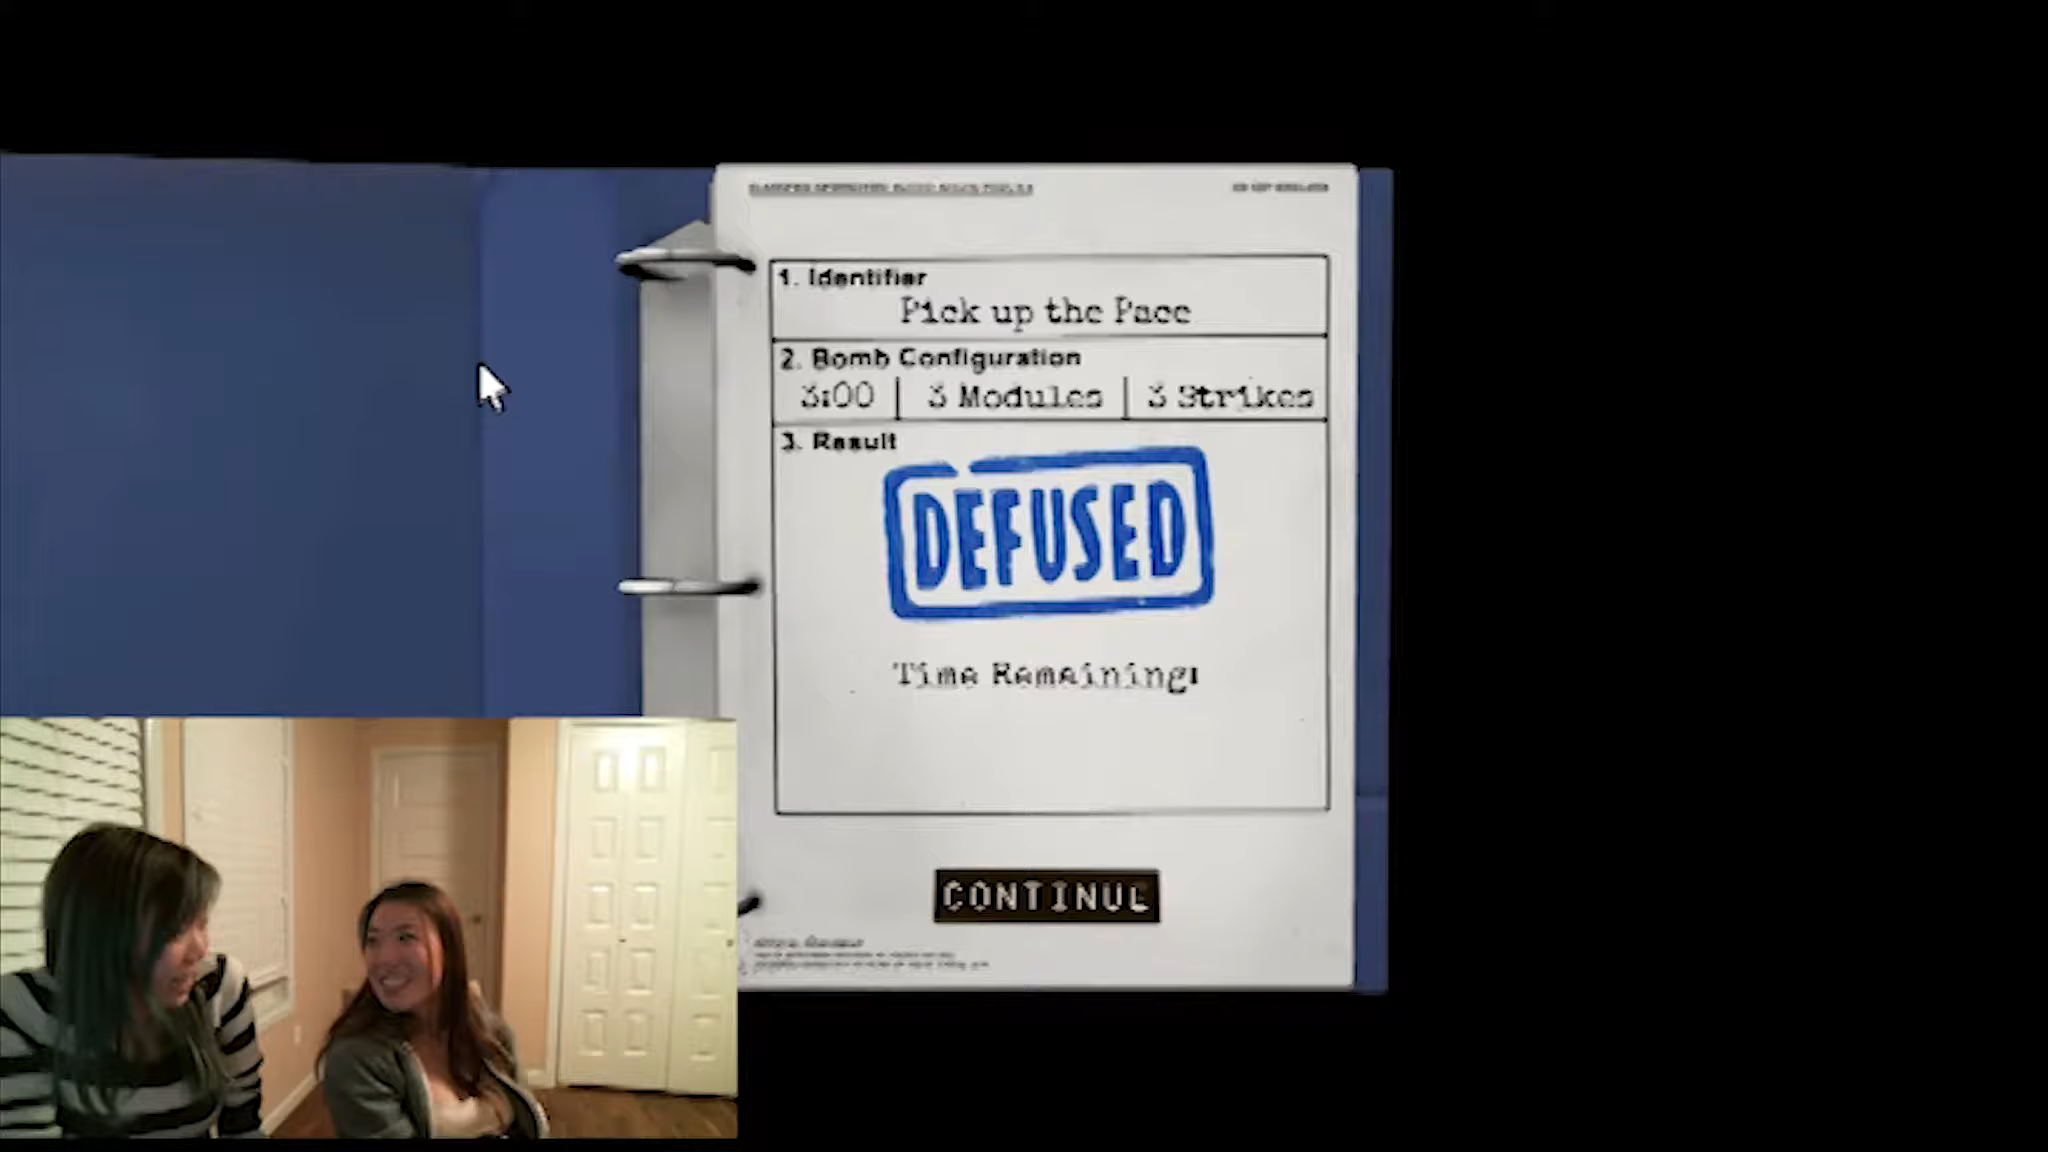 1. Identifier
Pick up the Pace
2. Bomb Configuration
3:00 | 3 Modules | 3 Strikes
3. Result
DEFUSED
Time Remaining:
CONTINUE